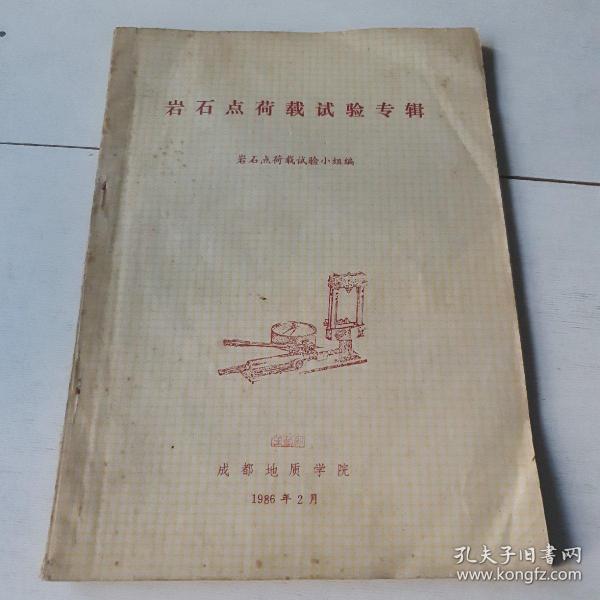 岩石点荷载试验专辑
岩石点荷载试验小组编
成都地质学院
1986年2月
孔夫子旧书网
www.kongfz.com